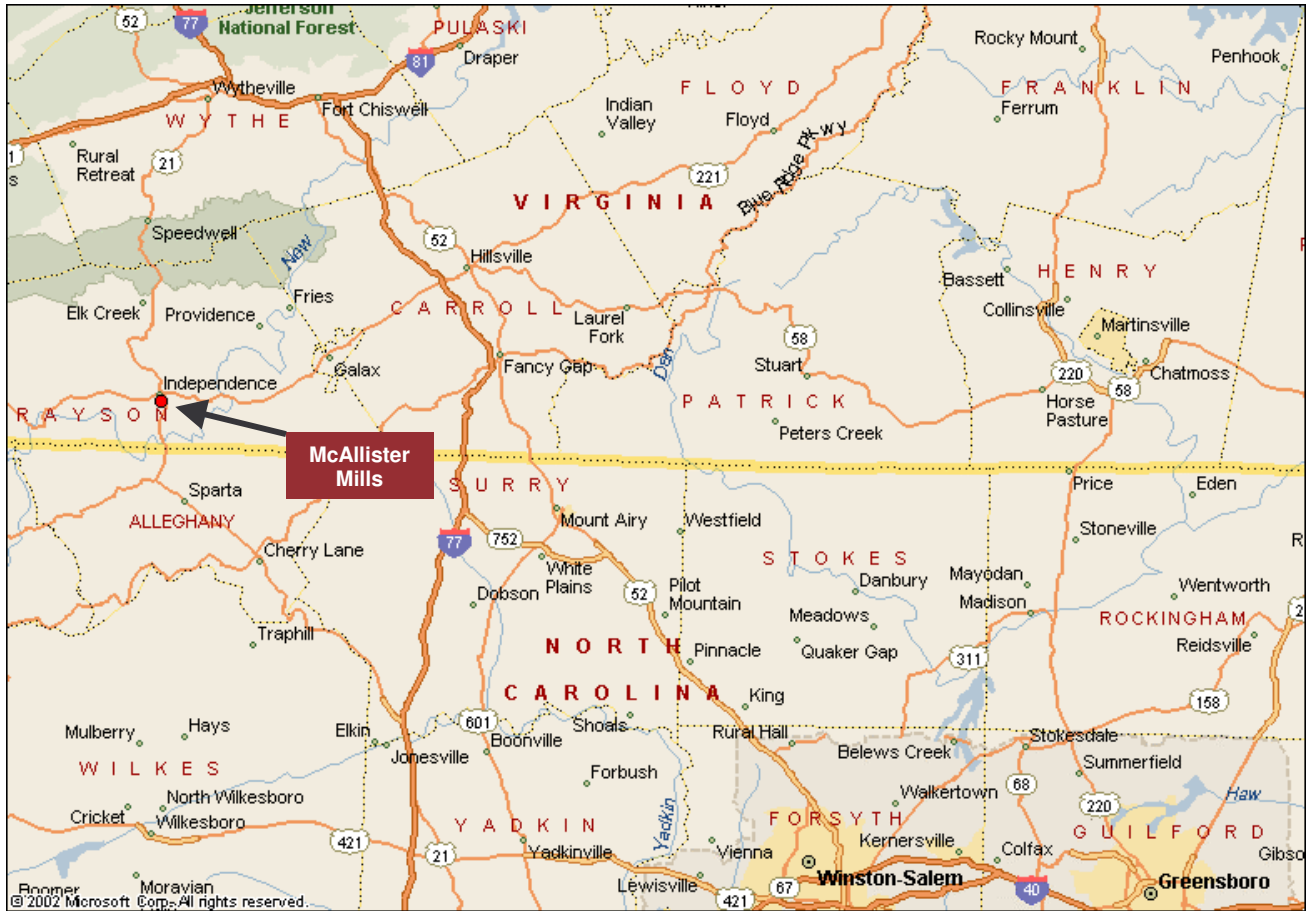 Jefferson
National Forest
52
77
PULASKI
81
Draper
Rocky Mount
Penhook
FLOYD
FRANKLIN
Wytheville
Fort Chiswell
Indian
Valley
Floyd
Ferrum
WYTHE
Rural
Retreat
21
221
Blue Ridge Pkwy
VIRGINIA
Speedwell
New
52
Hillsville
Bassett
HENRY
Elk Creek
Providence
Fries
CARROLL
Laurel
Fork
Collinsville
Martinsville
58
Galax
Fancy Gap
Dan
Stuart
220
58
Chatmoss
Independence
RAYSON
PATRICK
Horse
Pasture
Peters Creek
McAllister
Mills
Sparta
SURRY
Price
Eden
ALLEGHANY
Mount Airy
Westfield
Stoneville
77
752
Cherry Lane
White
Plains
STOKES
Danbury
Mayodan
Wentworth
Dobson
52
Pilot
Mountain
Meadows
Madison
ROCKINGHAM
Traphill
NORTH
Pinnacle
Quaker Gap
311
Reidsville
CAROLINA
King
158
Mulberry
Hays
Elkin
601
Shoals
Rural Hall
Belews Creek
Stokesdale
Jonesville
Boonville
WILKES
Forbush
Summerfield
North Wilkesboro
Walkertown
68
220
Haw
Cricket
Wilkesboro
YADKIN
Yadkin
FORSYTH
GUILFORD
421
21
Yadkinville
Vienna
Kernersville
Colfax
Gibso
Lewisville
67
Winston-Salem
40
Greensboro
421
Boomer
Moravian
© 2002 Microsoft Corp. All rights reserved.